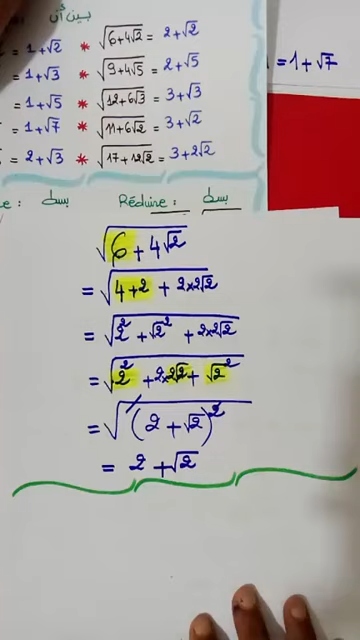 بين أن
= 1+√2 * √(6+4√2) = 2+√2
= 1+√3 * √(9+4√5) = 2+√5
= 1+√5 * √(12+6√3) = 3+√3
= 1+√7 * √(11+6√2) = 3+√2
= 2+√3 * √(17+12√2) = 3+2√2
= 1+√7
بسط Réduire: بسط
√(6+4√2)
= √(4+2 + 2×2√2)
= √(2² + √2² + 2×2√2)
= √(2² + 2×2√2 + √2²)
= √((2+√2)²)
= 2+√2